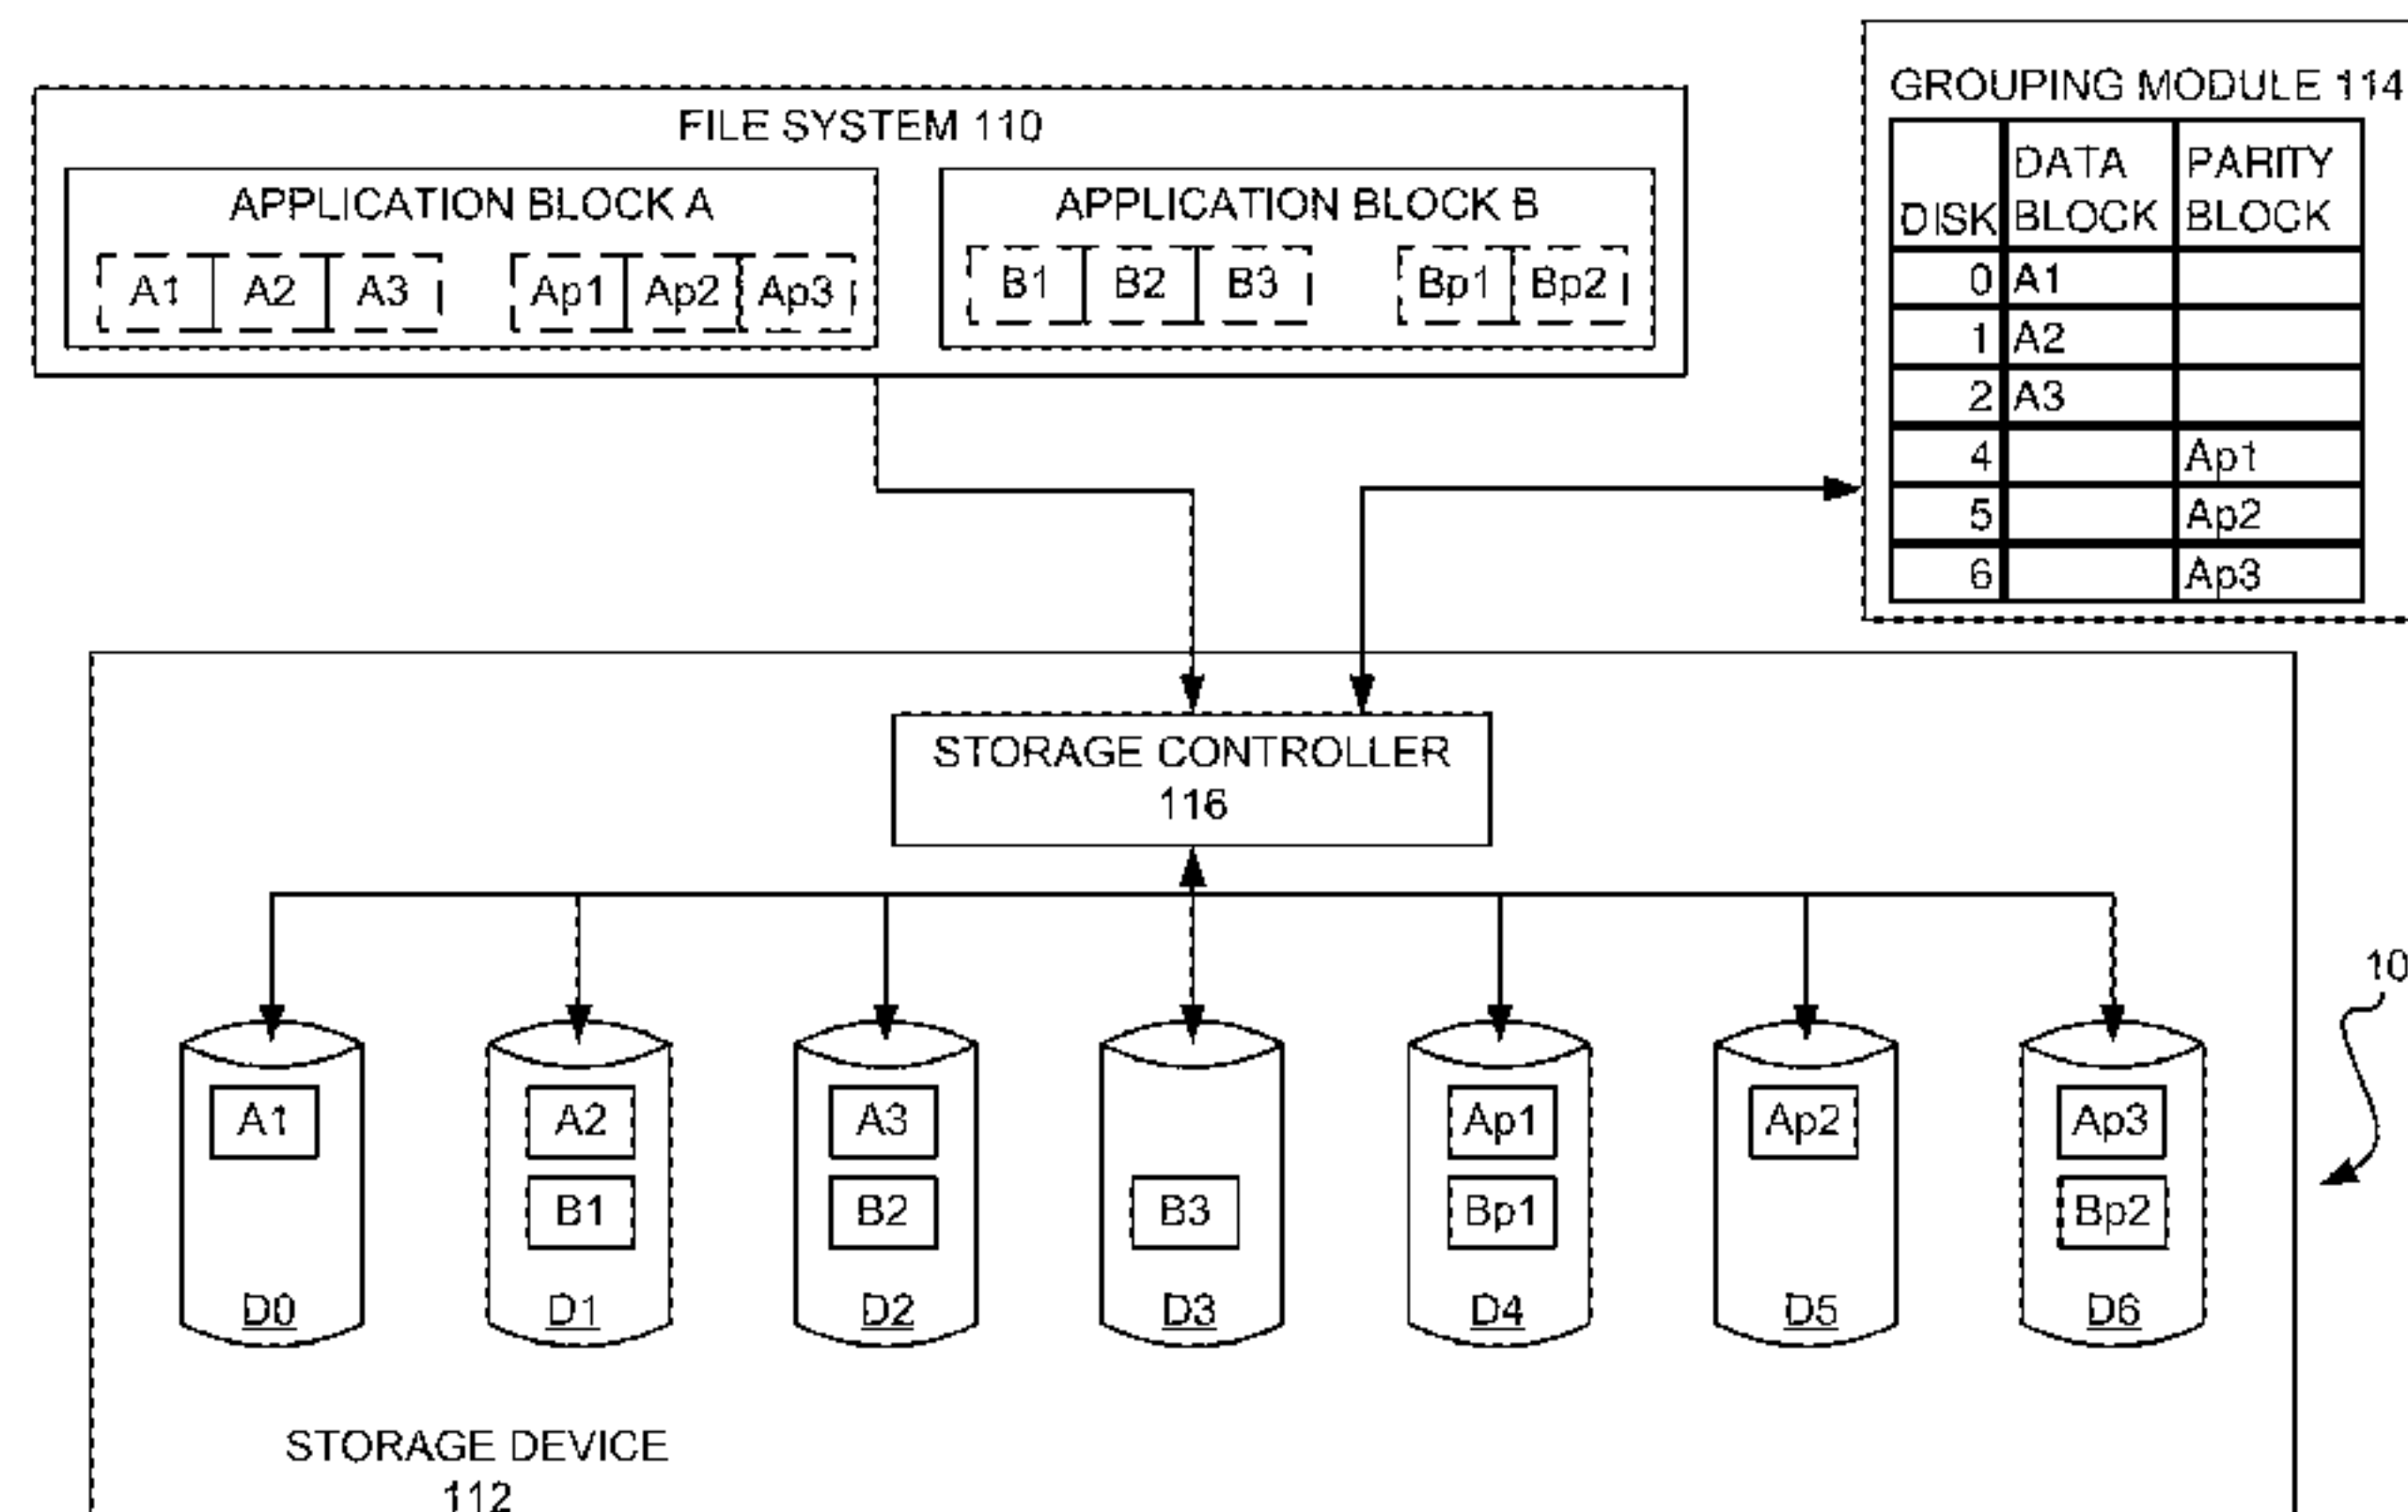 FILE SYSTEM 110
APPLICATION BLOCK A
A1 A2 A3 Ap1 Ap2 Ap3
APPLICATION BLOCK B
B1 B2 B3 Bp1 Bp2
GROUPING MODULE 114
DISK DATA BLOCK PARITY BLOCK
0 A1
1 A2
2 A3
4 Ap1
5 Ap2
6 Ap3
STORAGE CONTROLLER
116
10
A1 A2 A3 Ap1 Ap2 Ap3
B1 B2 B3 Bp1 Bp2
D0 D1 D2 D3 D4 D5 D6
STORAGE DEVICE
112